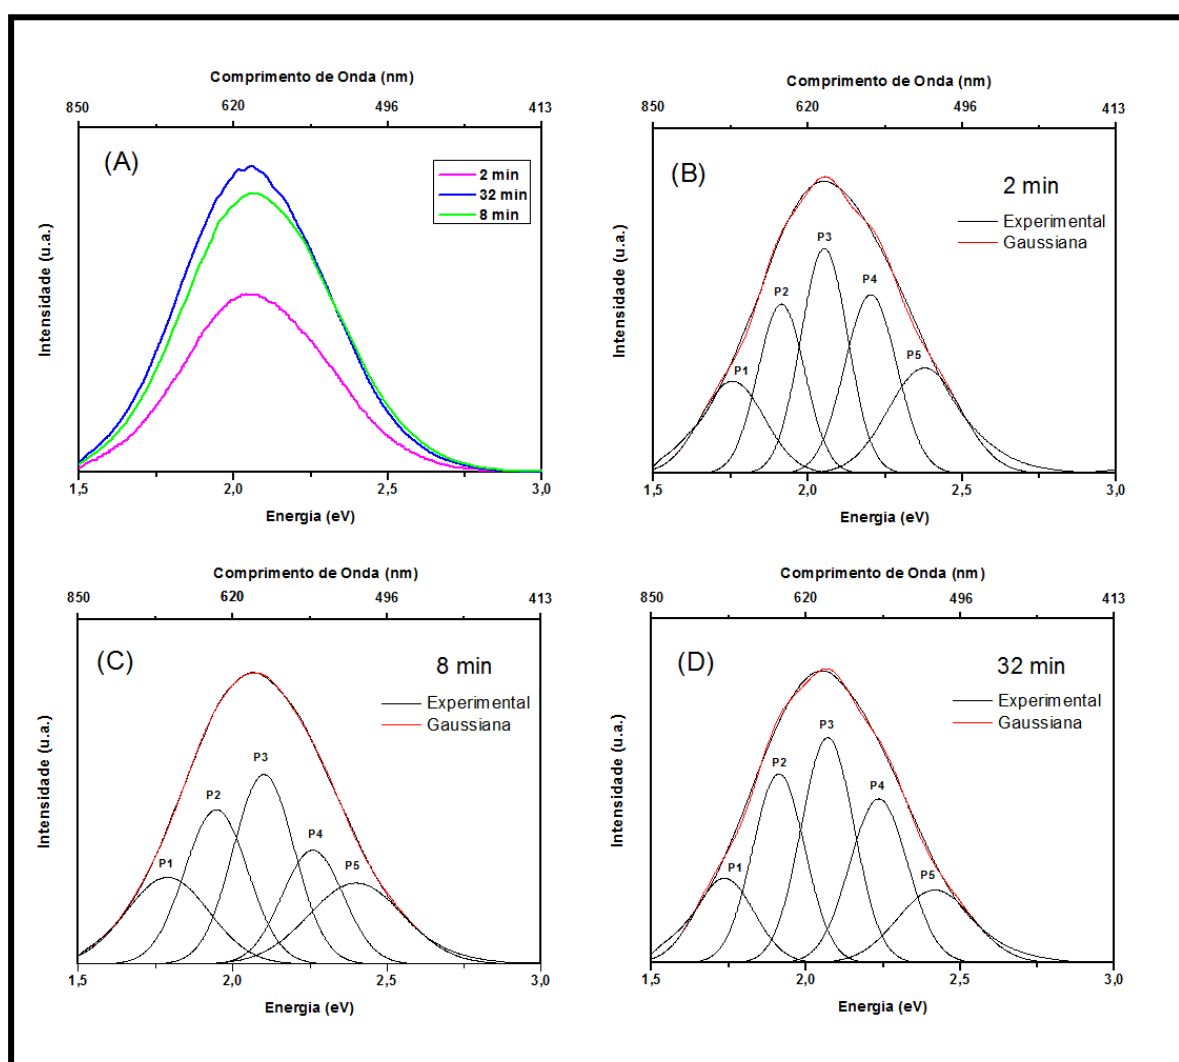 Comprimento de Onda (nm)
850 620 496 413
(A)
2 min
32 min
8 min
Intensidade (u.a.)
1,5 2,0 2,5 3,0
Energia (eV)
Comprimento de Onda (nm)
850 620 496 413
(B)
2 min
Experimental
Gaussiana
P1 P2 P3 P4 P5
Intensidade (u.a.)
1,5 2,0 2,5 3,0
Energia (eV)
Comprimento de Onda (nm)
850 620 496 413
(C)
8 min
Experimental
Gaussiana
P1 P2 P3 P4 P5
Intensidade (u.a.)
1,5 2,0 2,5 3,0
Energia (eV)
Comprimento de Onda (nm)
850 620 496 413
(D)
32 min
Experimental
Gaussiana
P1 P2 P3 P4 P5
Intensidade (u.a.)
1,5 2,0 2,5 3,0
Energia (eV)